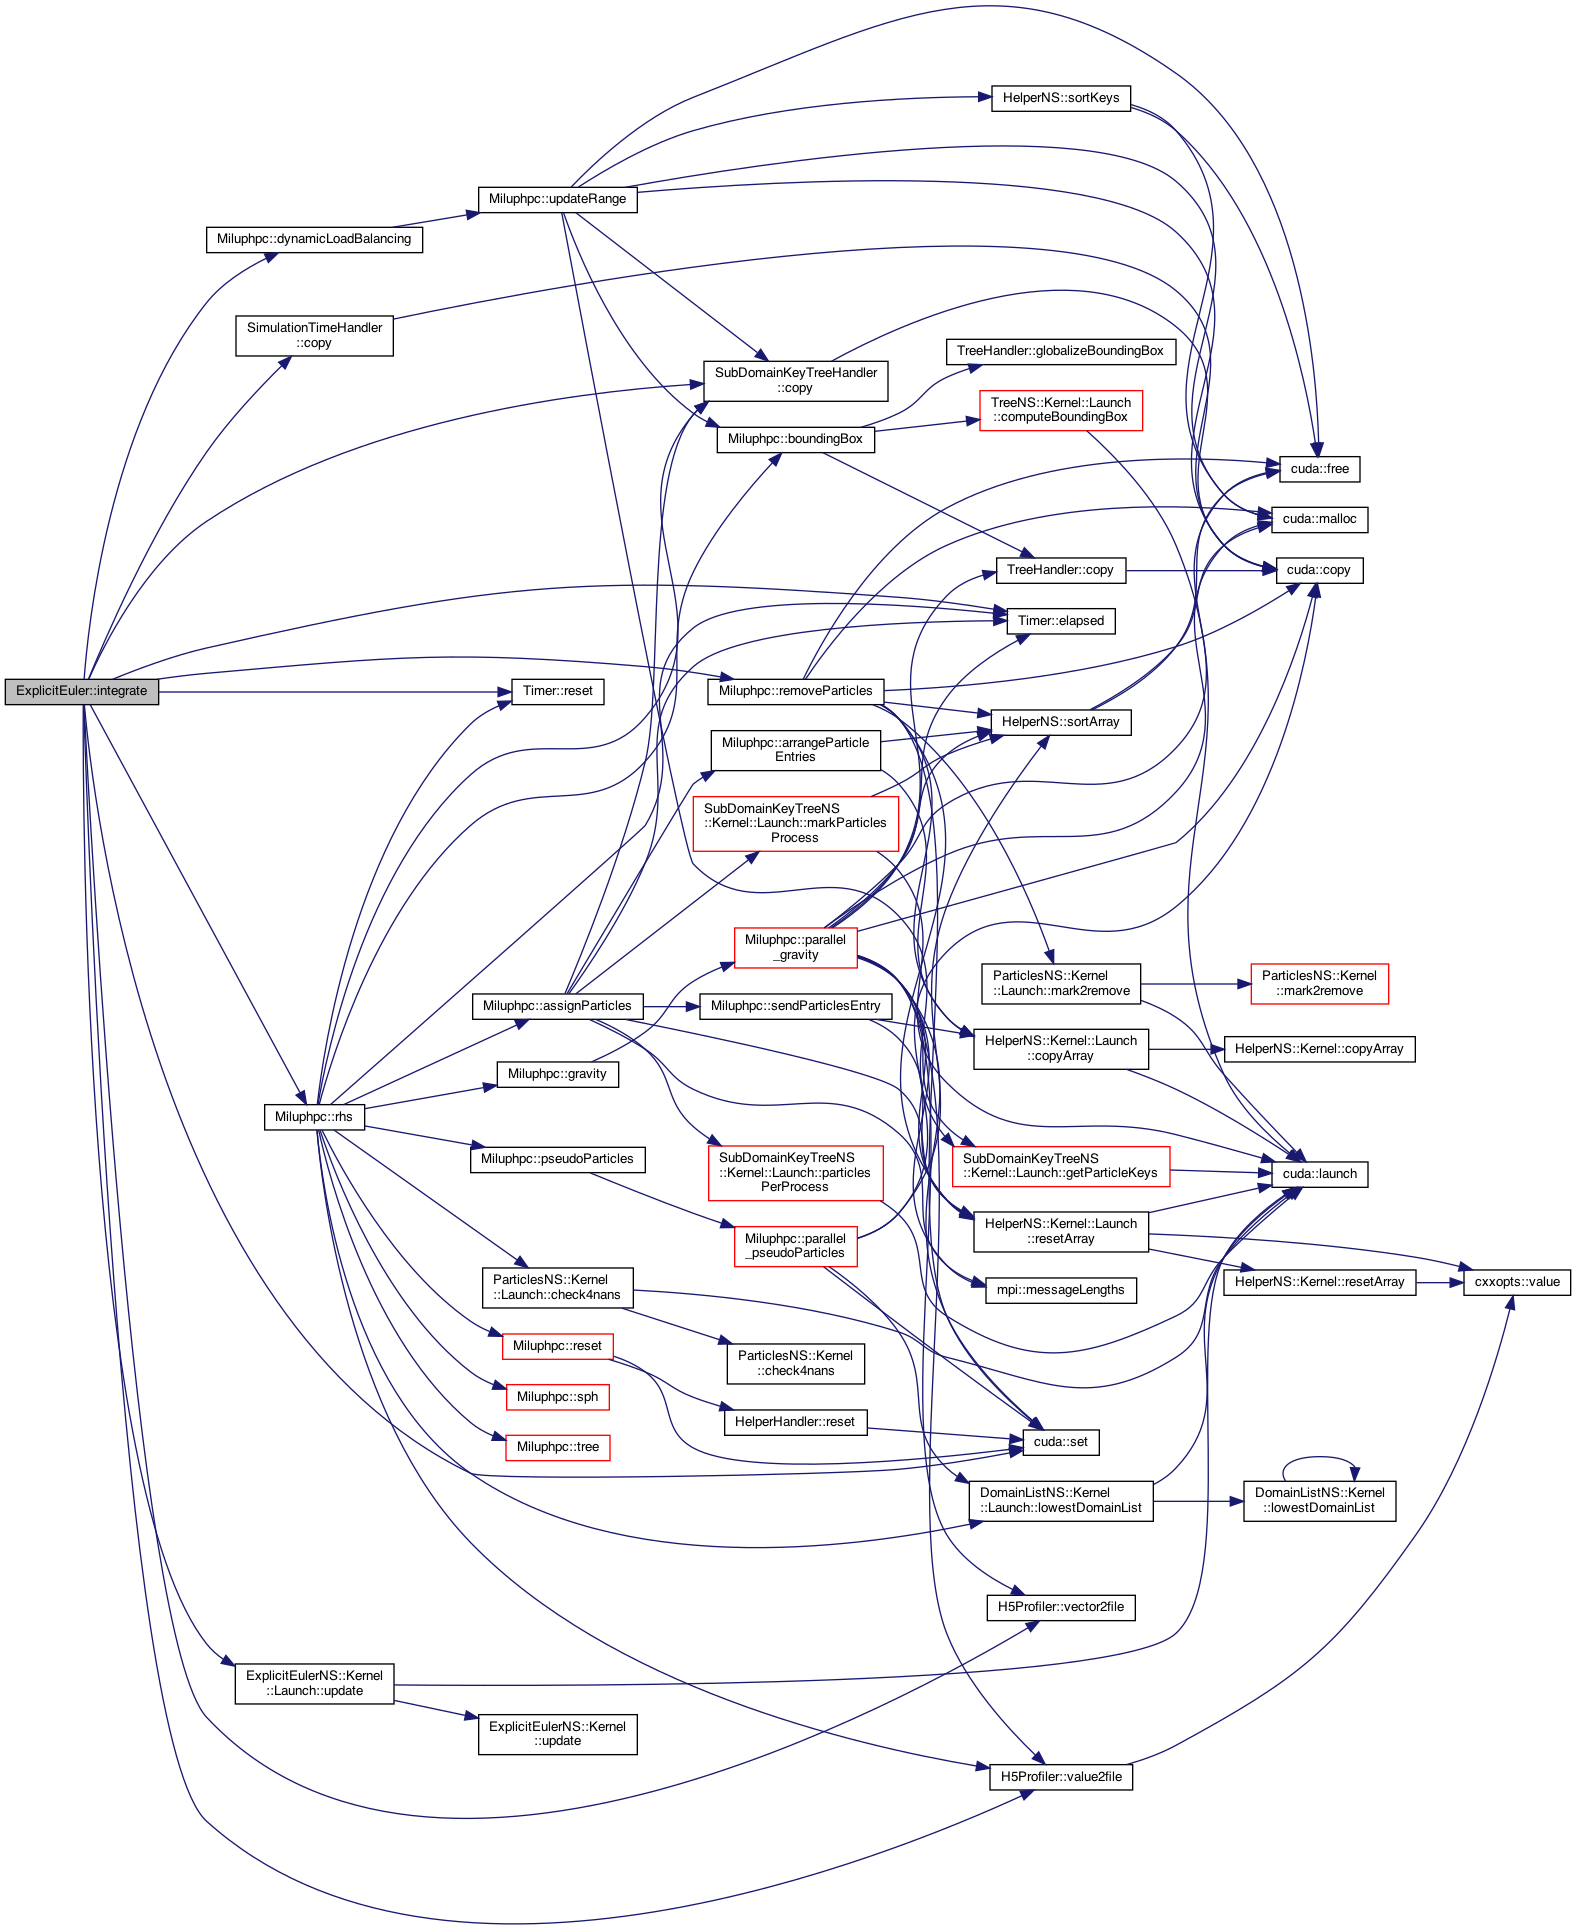 HelperNS::sortKeys
Miluphpc::updateRange
Miluphpc::dynamicLoadBalancing
SimulationTimeHandler
::copy
TreeHandler::globalizeBoundingBox
SubDomainKeyTreeHandler
::copy
TreeNS::Kernel::Launch
::computeBoundingBox
Miluphpc::boundingBox
cuda::free
cuda::malloc
TreeHandler::copy
cuda::copy
Timer::elapsed
ExplicitEuler::integrate
Timer::reset
Miluphpc::removeParticles
HelperNS::sortArray
Miluphpc::arrangeParticle
Entries
SubDomainKeyTreeNS
::Kernel::Launch::markParticles
Process
Miluphpc::parallel
_gravity
ParticlesNS::Kernel
::Launch::mark2remove
ParticlesNS::Kernel
::mark2remove
Miluphpc::assignParticles
Miluphpc::sendParticlesEntry
HelperNS::Kernel::Launch
::copyArray
HelperNS::Kernel::copyArray
Miluphpc::gravity
Miluphpc::rhs
Miluphpc::pseudoParticles
SubDomainKeyTreeNS
::Kernel::Launch::particles
PerProcess
SubDomainKeyTreeNS
::Kernel::Launch::getParticleKeys
cuda::launch
HelperNS::Kernel::Launch
::resetArray
Miluphpc::parallel
_pseudoParticles
ParticlesNS::Kernel
::Launch::check4nans
mpi::messageLengths
HelperNS::Kernel::resetArray
cxxopts::value
Miluphpc::reset
ParticlesNS::Kernel
::check4nans
Miluphpc::sph
HelperHandler::reset
Miluphpc::tree
cuda::set
DomainListNS::Kernel
::Launch::lowestDomainList
DomainListNS::Kernel
::lowestDomainList
H5Profiler::vector2file
ExplicitEulerNS::Kernel
::Launch::update
ExplicitEulerNS::Kernel
::update
H5Profiler::value2file